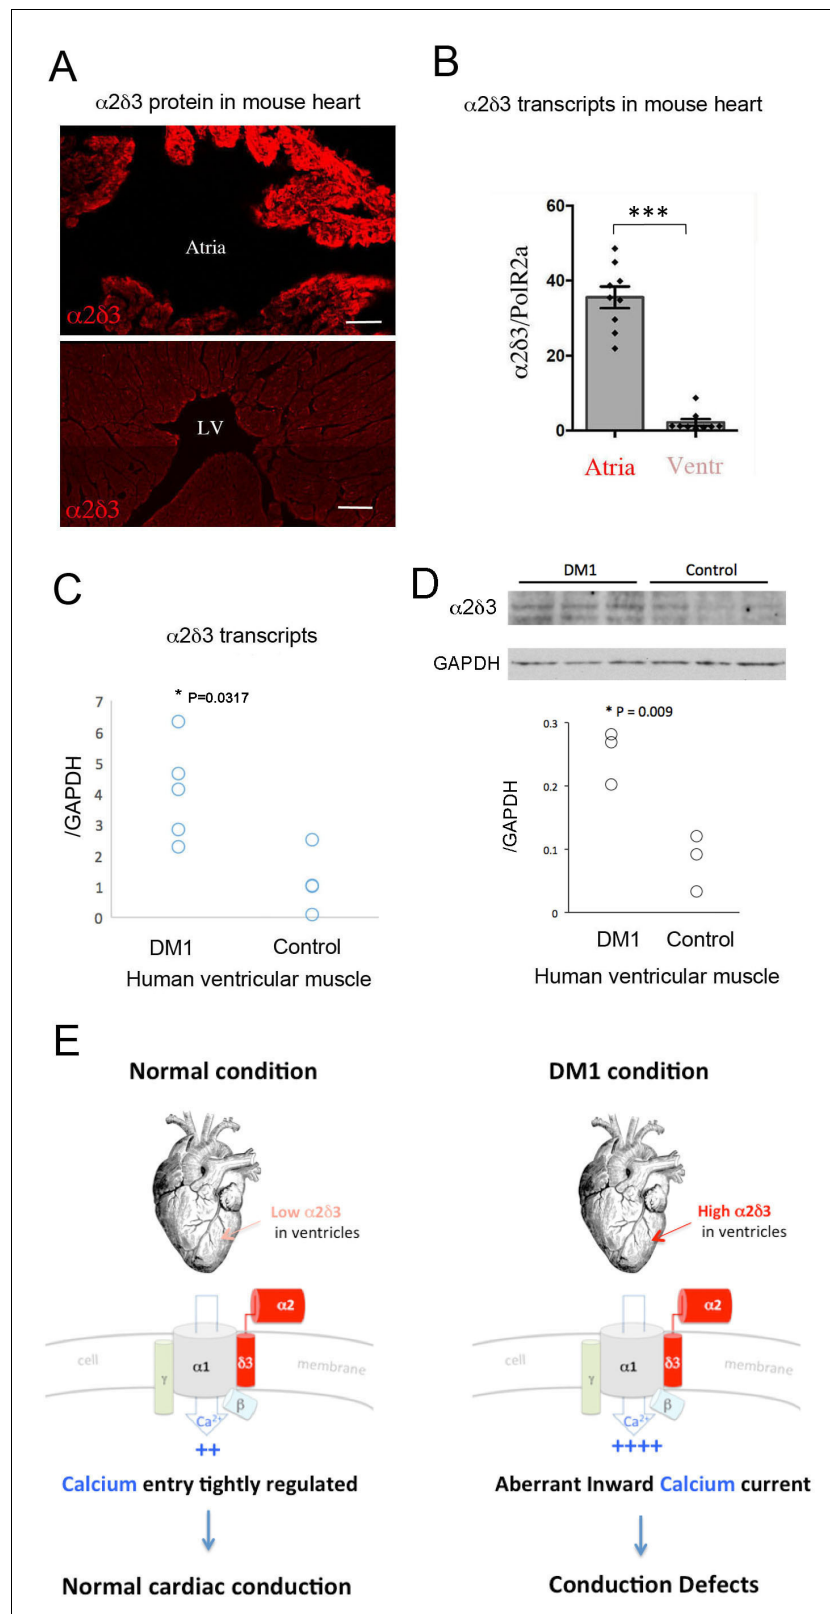 A
α2δ3 protein in mouse heart
Atria
α2δ3
LV
α2δ3
B
α2δ3 transcripts in mouse heart
***
60
40
20
0
α2δ3/PolR2a
Atria Ventr
C
α2δ3 transcripts
* P=0.0317
7
6
5
4
3
2
1
0
/GAPDH
DM1 Control
Human ventricular muscle
D
DM1 Control
α2δ3
GAPDH
* P = 0.009
0.3
0.2
0.1
0
/GAPDH
DM1 Control
Human ventricular muscle
E
Normal condition
Low α2δ3
in ventricles
α2
cell
γ
α1
δ3
membrane
β
Ca2+
++
Calcium entry tightly regulated
Normal cardiac conduction
DM1 condition
High α2δ3
in ventricles
α2
cell
γ
α1
δ3
membrane
β
Ca2+
++++
Aberrant Inward Calcium current
Conduction Defects